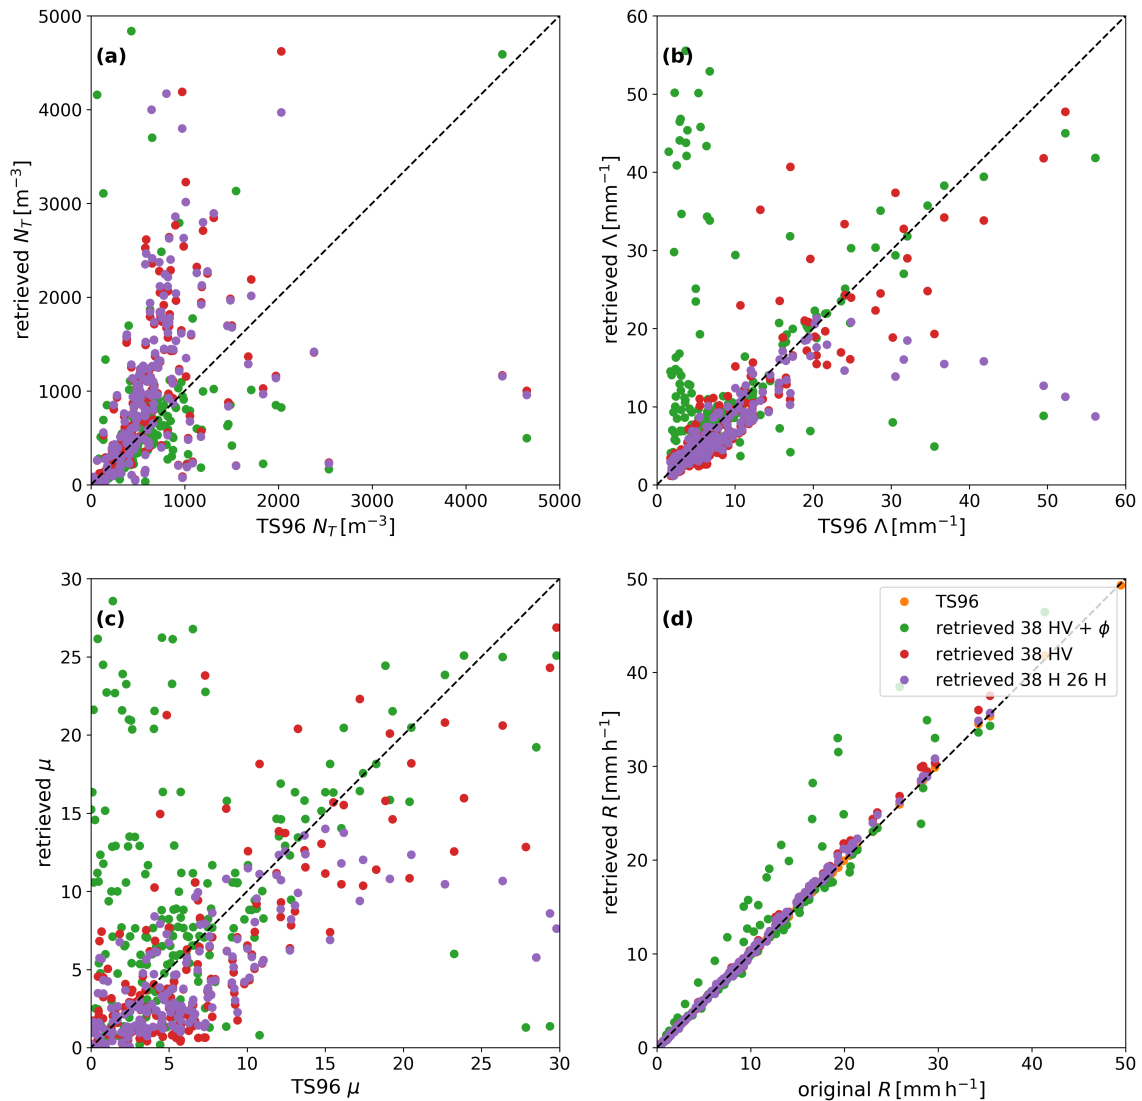 (a)
retrieved N_T [m⁻³]
5000
4000
3000
2000
1000
0
0 1000 2000 3000 4000 5000
TS96 N_T [m⁻³]
(b)
retrieved Λ [mm⁻¹]
60
50
40
30
20
10
0
0 10 20 30 40 50 60
TS96 Λ [mm⁻¹]
(c)
retrieved μ
30
25
20
15
10
5
0
0 5 10 15 20 25 30
TS96 μ
(d)
retrieved R [mm h⁻¹]
50
40
30
20
10
0
TS96
retrieved 38 HV + ϕ
retrieved 38 HV
retrieved 38 H 26 H
0 10 20 30 40 50
original R [mm h⁻¹]